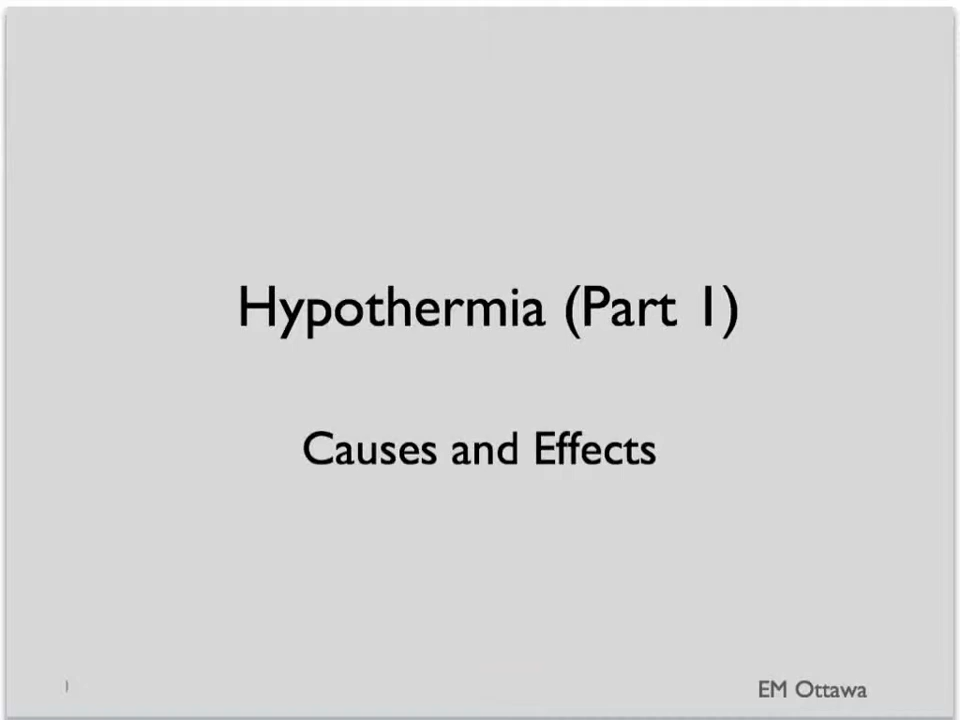 Hypothermia (Part 1)
Causes and Effects
EM Ottawa